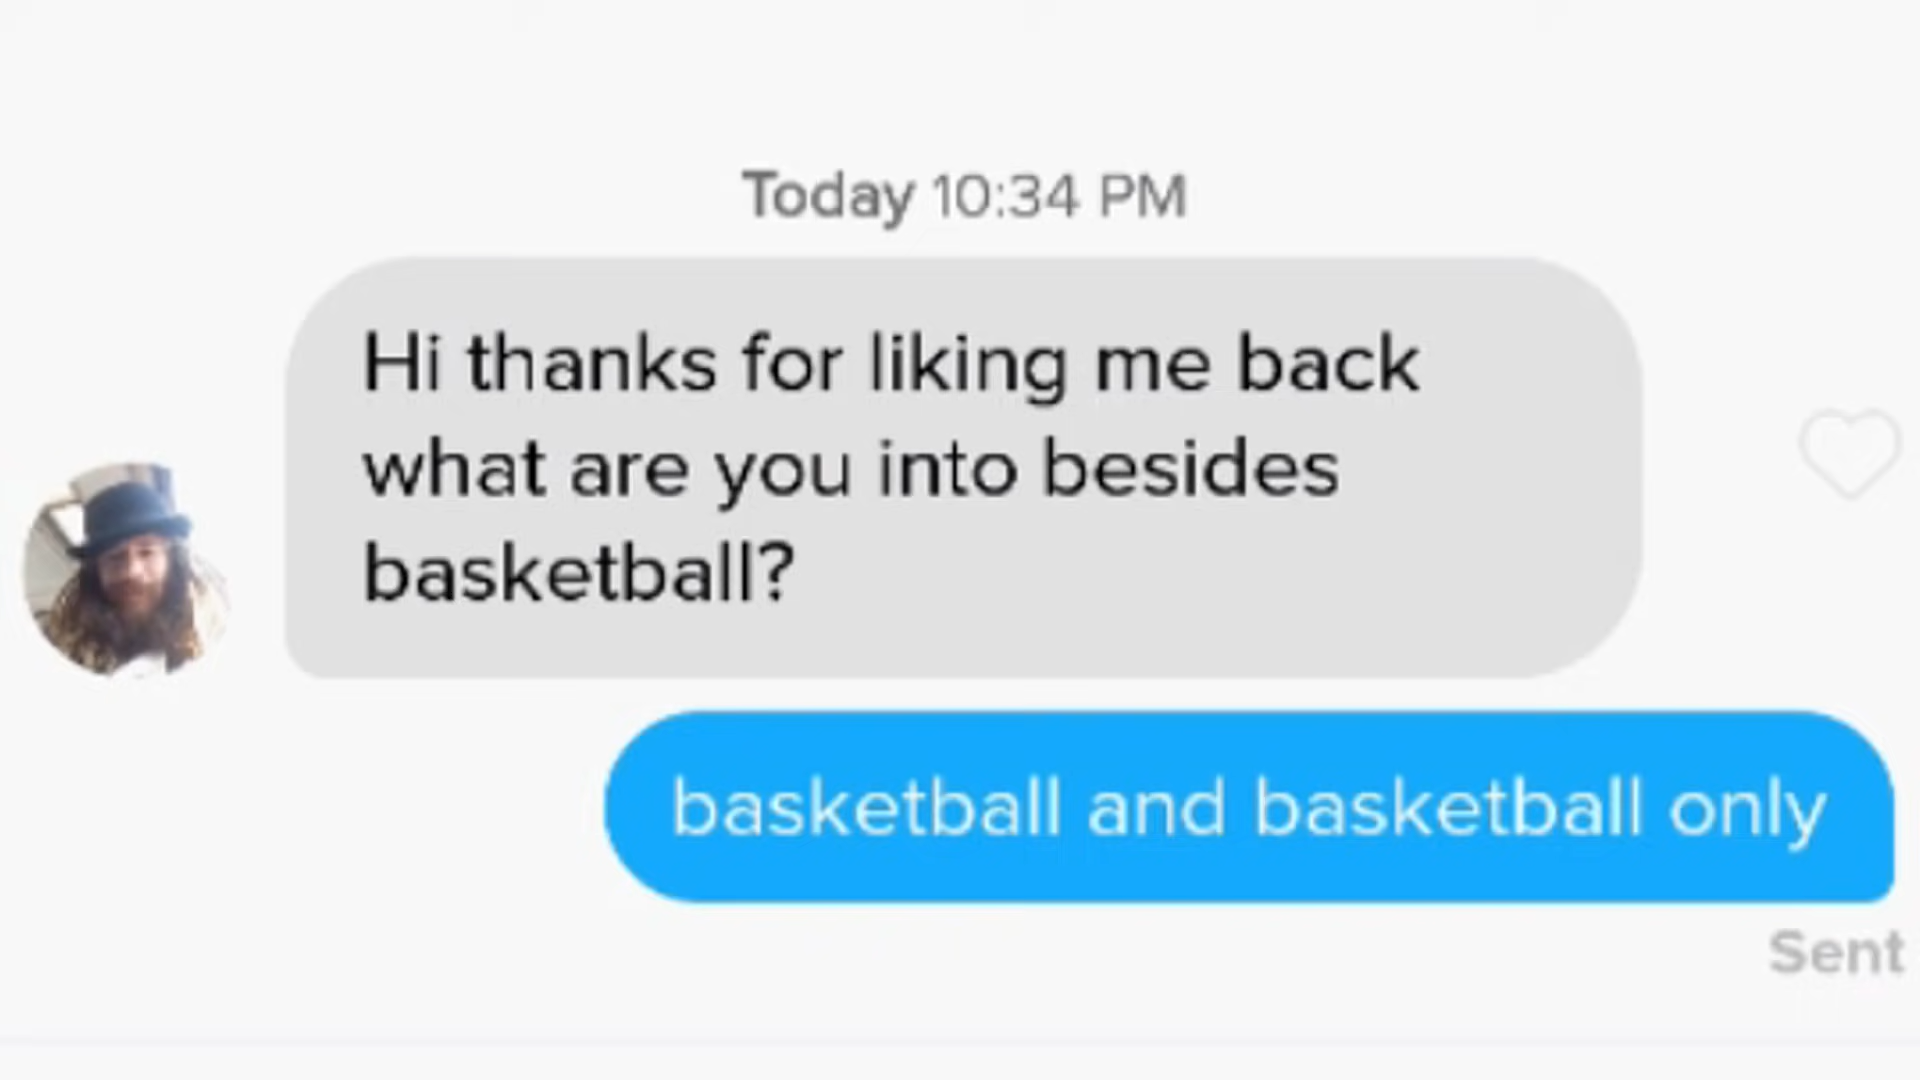 Today 10:34 PM
Hi thanks for liking me back
what are you into besides
basketball?
basketball and basketball only
Sent